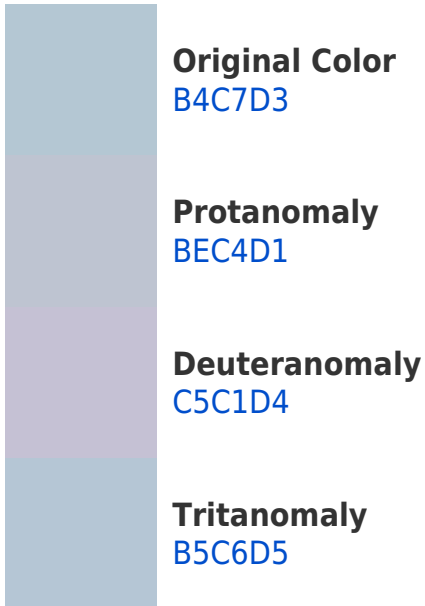 Original Color
B4C7D3
Protanomaly
BEC4D1
Deuteranomaly
C5C1D4
Tritanomaly
B5C6D5